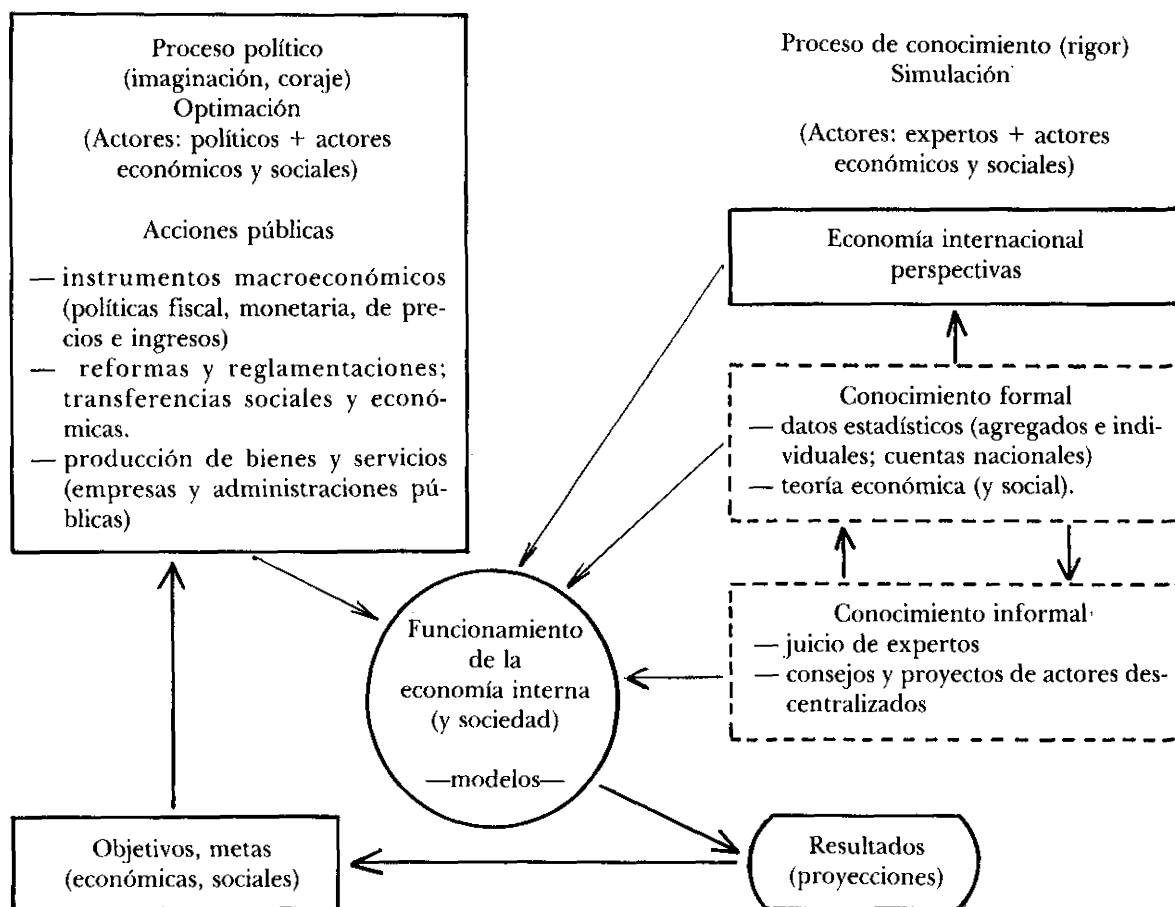 Proceso político
(imaginación, coraje)
Optimación
(Actores: políticos + actores
económicos y sociales)
Acciones públicas
— instrumentos macroeconómicos
(políticas fiscal, monetaria, de pre-
cios e ingresos)
— reformas y reglamentaciones;
transferencias sociales y econó-
micas.
— producción de bienes y servicios
(empresas y administraciones pú-
blicas)
Proceso de conocimiento (rigor)
Simulación
(Actores: expertos + actores
económicos y sociales)
Economía internacional
perspectivas
Conocimiento formal
— datos estadísticos (agregados e indi-
viduales; cuentas nacionales)
— teoría económica (y social).
Conocimiento informal
— juicio de expertos
— consejos y proyectos de actores des-
centralizados
Funcionamiento
de la
economía interna
(y sociedad)
—modelos—
Objetivos, metas
(económicas, sociales)
Resultados
(proyecciones)